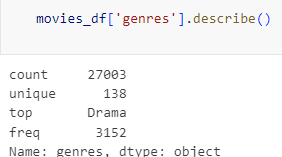 movies_df['genres'].describe()
count 27003
unique 138
top Drama
freq 3152
Name: genres, dtype: object